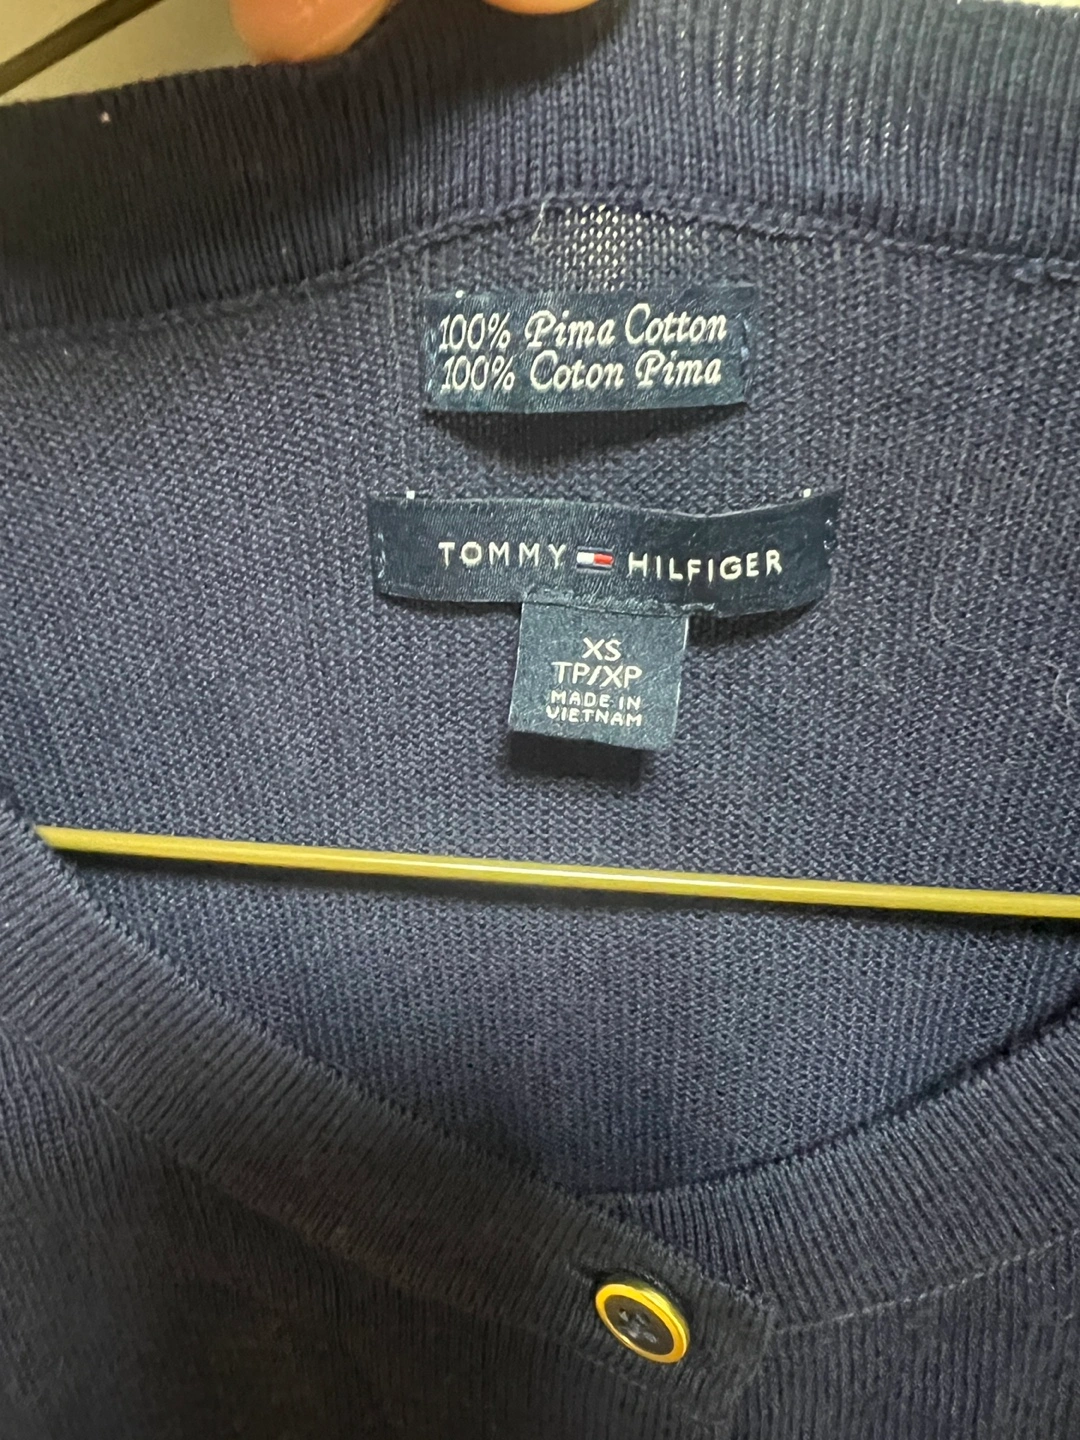 100% Pima Cotton
100% Coton Pima
TOMMY HILFIGER
XS
TP/XP
MADE IN
VIETNAM